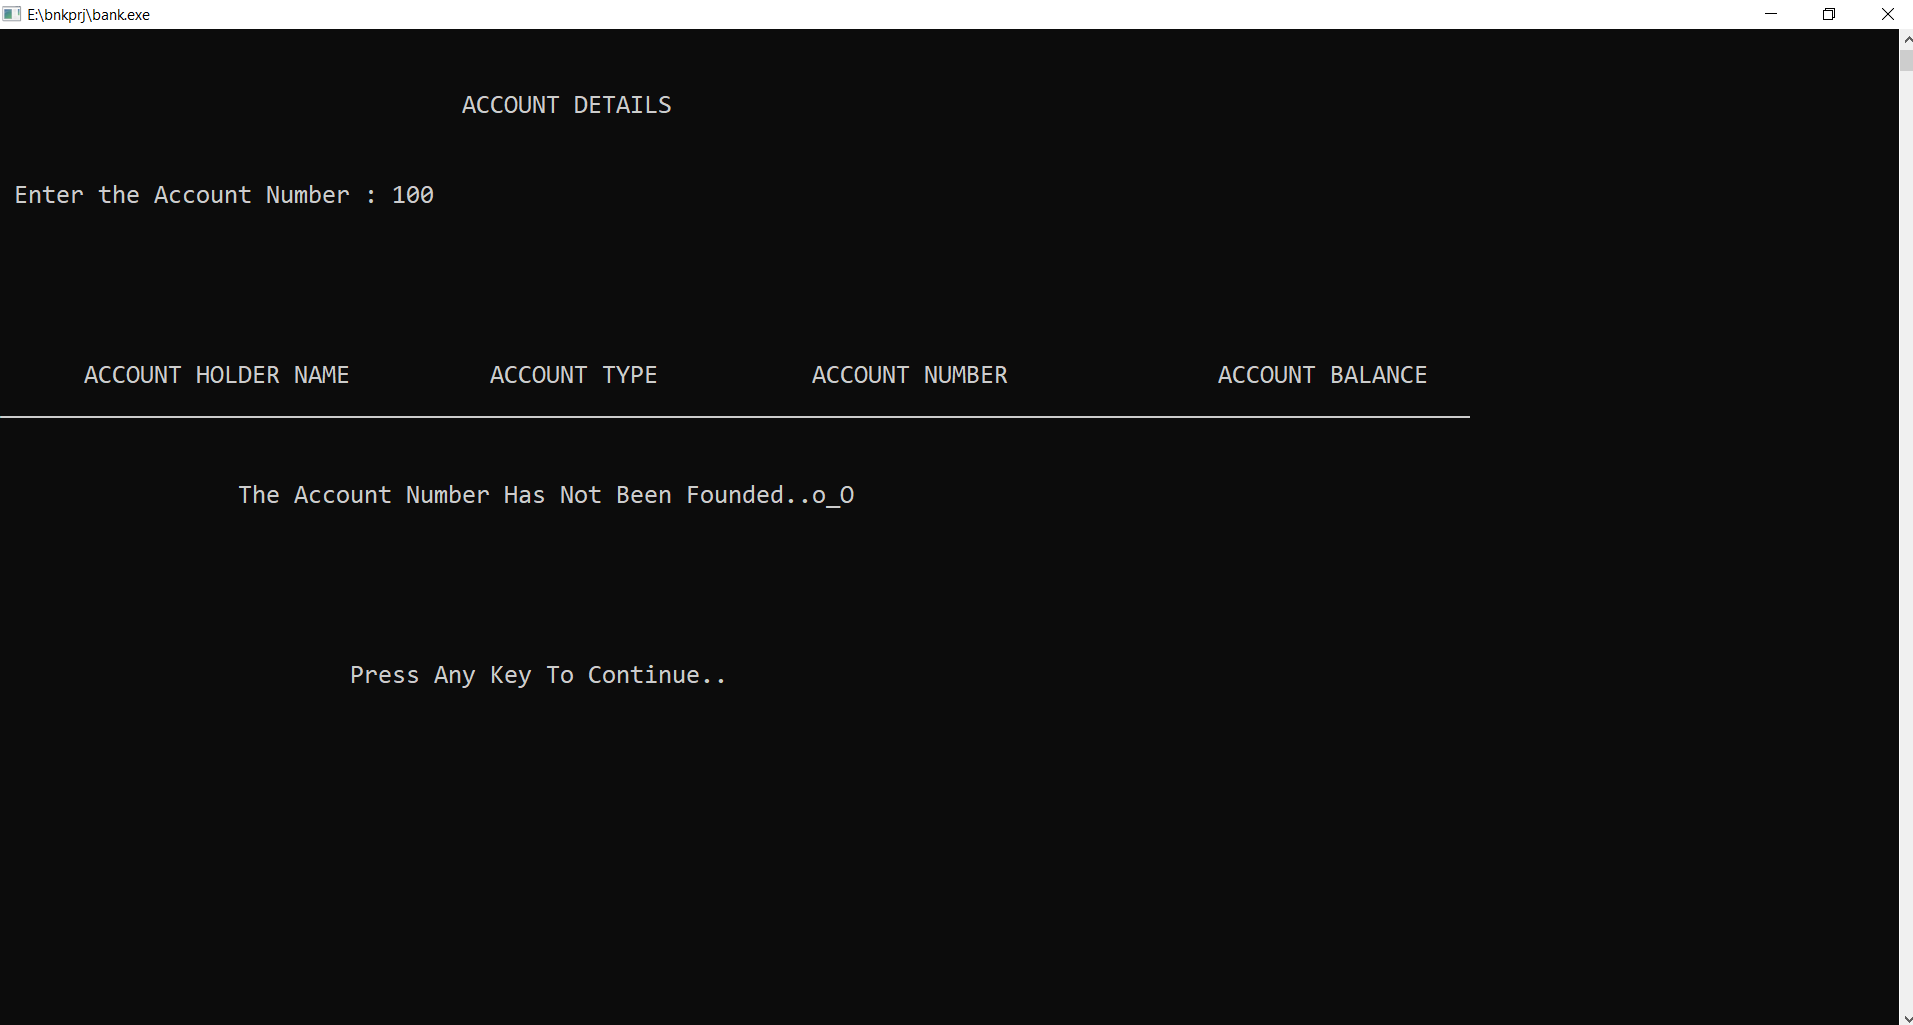 E:\bnkprj\bank.exe
ACCOUNT DETAILS
Enter the Account Number : 100
ACCOUNT HOLDER NAME ACCOUNT TYPE ACCOUNT NUMBER ACCOUNT BALANCE
The Account Number Has Not Been Founded..o_O
Press Any Key To Continue..